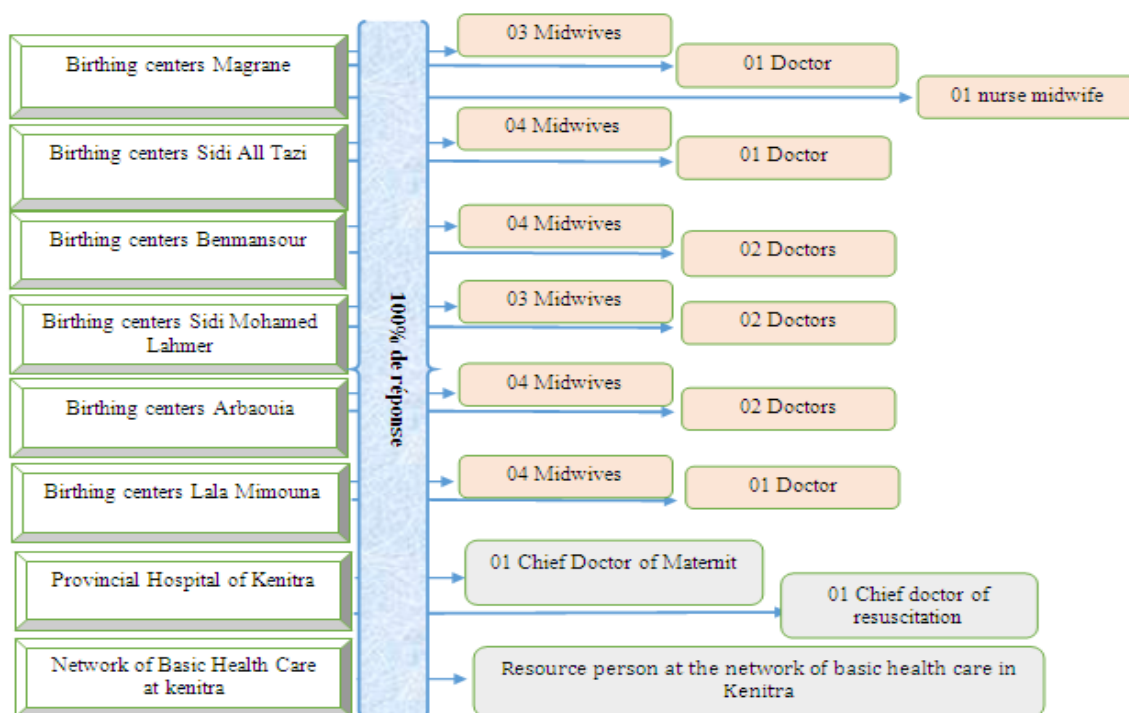 03 Midwives
Birthing centers Magrane
01 Doctor
01 nurse midwife
04 Midwives
Birthing centers Sidi All Tazi
01 Doctor
04 Midwives
Birthing centers Benmansour
02 Doctors
03 Midwives
Birthing centers Sidi Mohamed
Lahmer
02 Doctors
100% de réponse
04 Midwives
Birthing centers Arbaouia
02 Doctors
04 Midwives
Birthing centers Lala Mimouna
01 Doctor
01 Chief Doctor of Maternit
Provincial Hospital of Kenitra
01 Chief doctor of
resuscitation
Network of Basic Health Care
at kenitra
Resource person at the network of basic health care in
Kenitra